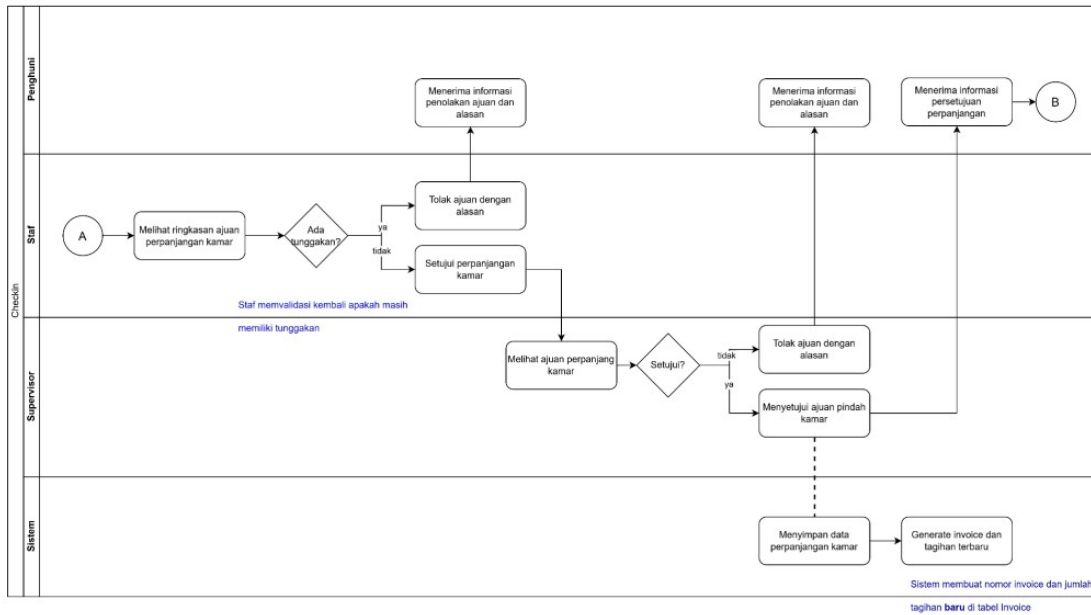 Checkin
Penghuni
Menerima informasi
penolakan ajuan dan
alasan
Menerima informasi
penolakan ajuan dan
alasan
Menerima informasi
persetujuan
perpanjangan
B
Staf
A
Melihat ringkasan ajuan
perpanjangan kamar
Ada
tunggakan?
ya
tidak
Tolak ajuan dengan
alasan
Setujui perpanjangan
kamar
Staf memvalidasi kembali apakah masih
memiliki tunggakan
Supervisor
Melihat ajuan perpanjang
kamar
Setujui?
tidak
ya
Tolak ajuan dengan
alasan
Menyetujui ajuan pindah
kamar
Sistem
Menyimpan data
perpanjangan kamar
Generate invoice dan
tagihan terbaru
Sistem membuat nomor invoice dan jumlah
tagihan baru di tabel Invoice